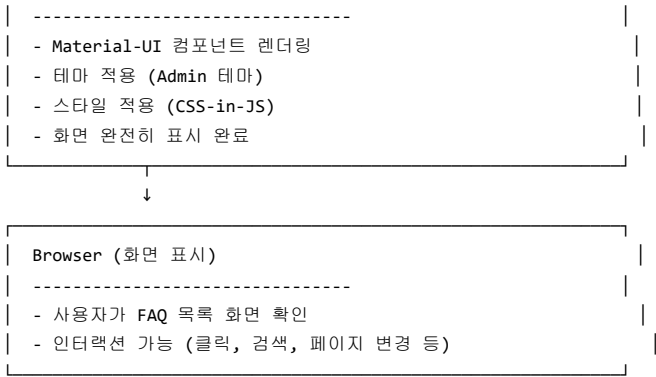 --------------------------------
- Material-UI 컴포넌트 렌더링
- 테마 적용 (Admin 테마)
- 스타일 적용 (CSS-in-JS)
- 화면 완전히 표시 완료
↓
Browser (화면 표시)
--------------------------------
- 사용자가 FAQ 목록 화면 확인
- 인터랙션 가능 (클릭, 검색, 페이지 변경 등)